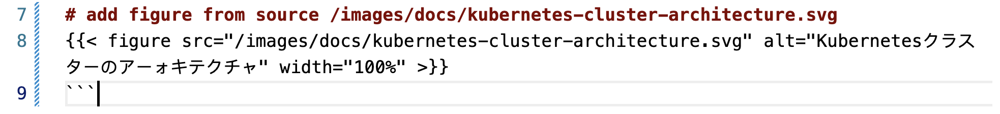 7 # add figure from source /images/docs/kubernetes-cluster-architecture.svg
8 {{< figure src="/images/docs/kubernetes-cluster-architecture.svg" alt="Kubernetesクラス
ターのアーォキテクチャ" width="100%" >}}
9 ```